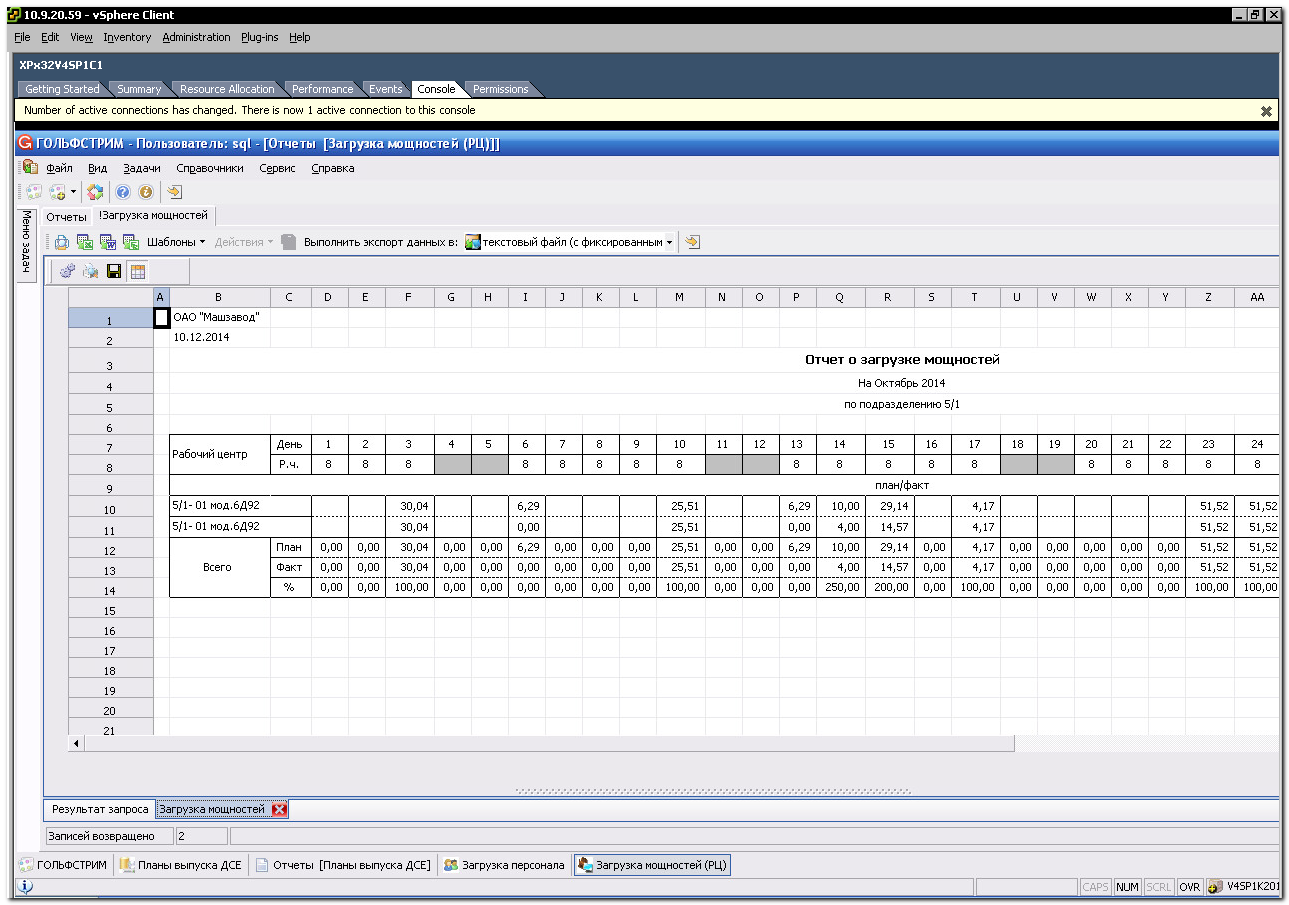 10.9.20.59 - vSphere Client
File Edit View Inventory Administration Plug-ins Help
XPx32V4SP1C1
Getting Started Summary Resource Allocation Performance Events Console Permissions
Number of active connections has changed. There is now 1 active connection to this console
ГОЛЬФСТРИМ - Пользователь: sql - [Отчеты [Загрузка мощностей (РЦ)]]
Файл Вид Задачи Справочники Сервис Справка
Меню задач
Отчеты !Загрузка мощностей
Шаблоны Действия Выполнить экспорт данных в: текстовый файл (с фиксированным
A B C D E F G H I J K L M N O P Q R S T U V W X Y Z AA
1 ОАО "Машзавод"
2 10.12.2014
3 Отчет о загрузке мощностей
4 На Октябрь 2014
5 по подразделению 5/1
6
7 Рабочий центр День 1 2 3 4 5 6 7 8 9 10 11 12 13 14 15 16 17 18 19 20 21 22 23 24
8 Р.ч. 8 8 8 8 8 8 8 8 8 8 8 8 8 8 8 8 8 8
9 план/факт
10 5/1- 01 мод.6Д92 30,04 6,29 25,51 6,29 10,00 29,14 4,17 51,52 51,52
11 5/1- 01 мод.6Д92 30,04 0,00 25,51 0,00 4,00 14,57 4,17 51,52 51,52
12 План 0,00 0,00 30,04 0,00 0,00 6,29 0,00 0,00 0,00 25,51 0,00 0,00 6,29 10,00 29,14 0,00 4,17 0,00 0,00 0,00 0,00 0,00 51,52 51,52
13 Всего Факт 0,00 0,00 30,04 0,00 0,00 0,00 0,00 0,00 0,00 25,51 0,00 0,00 0,00 4,00 14,57 0,00 4,17 0,00 0,00 0,00 0,00 0,00 51,52 51,52
14 % 0,00 0,00 100,00 0,00 0,00 0,00 0,00 0,00 0,00 100,00 0,00 0,00 0,00 250,00 200,00 0,00 100,00 0,00 0,00 0,00 0,00 0,00 100,00 100,00
15
16
17
18
19
20
21
Результат запроса Загрузка мощностей
Записей возвращено 2
ГОЛЬФСТРИМ Планы выпуска ДСЕ Отчеты [Планы выпуска ДСЕ] Загрузка персонала Загрузка мощностей (РЦ)
CAPS NUM SCRL OVR V4SP1K201